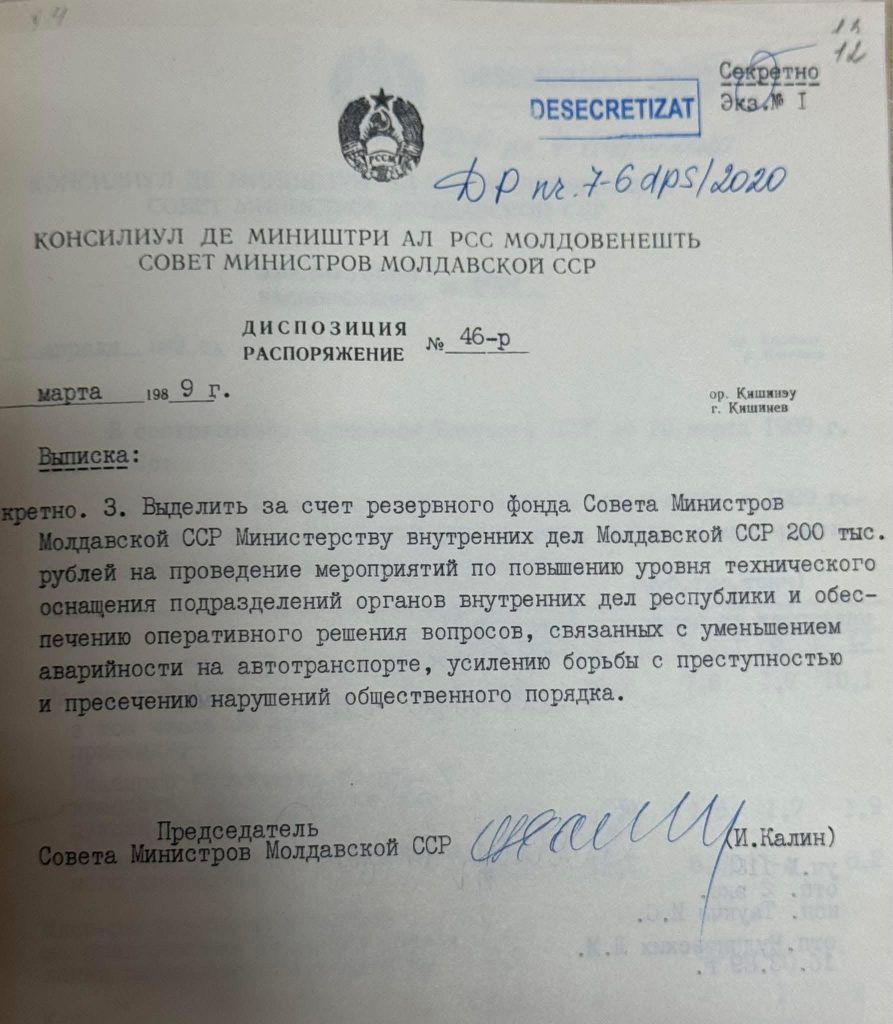 12
Секретно
Экз.№ I
DESECRETIZAT
DP nr. 7-6 dps/2020
РССМ
КОНСИЛИУЛ ДЕ МИНИШТРИ АЛ РСС МОЛДОВЕНЕШТЬ
СОВЕТ МИНИСТРОВ МОЛДАВСКОЙ ССР
ДИСПОЗИЦИЯ
РАСПОРЯЖЕНИЕ № 46-р
марта 1989 г.
ор. Кишинэу
г. Кишинев
Выписка:
кретно. 3. Выделить за счет резервного фонда Совета Министров
Молдавской ССР Министерству внутренних дел Молдавской ССР 200 тыс.
рублей на проведение мероприятий по повышению уровня технического
оснащения подразделений органов внутренних дел республики и обес-
печению оперативного решения вопросов, связанных с уменьшением
аварийности на автотранспорте, усилению борьбы с преступностью
и пресечению нарушений общественного порядка.
Председатель
Совета Министров Молдавской ССР (И.Калин)